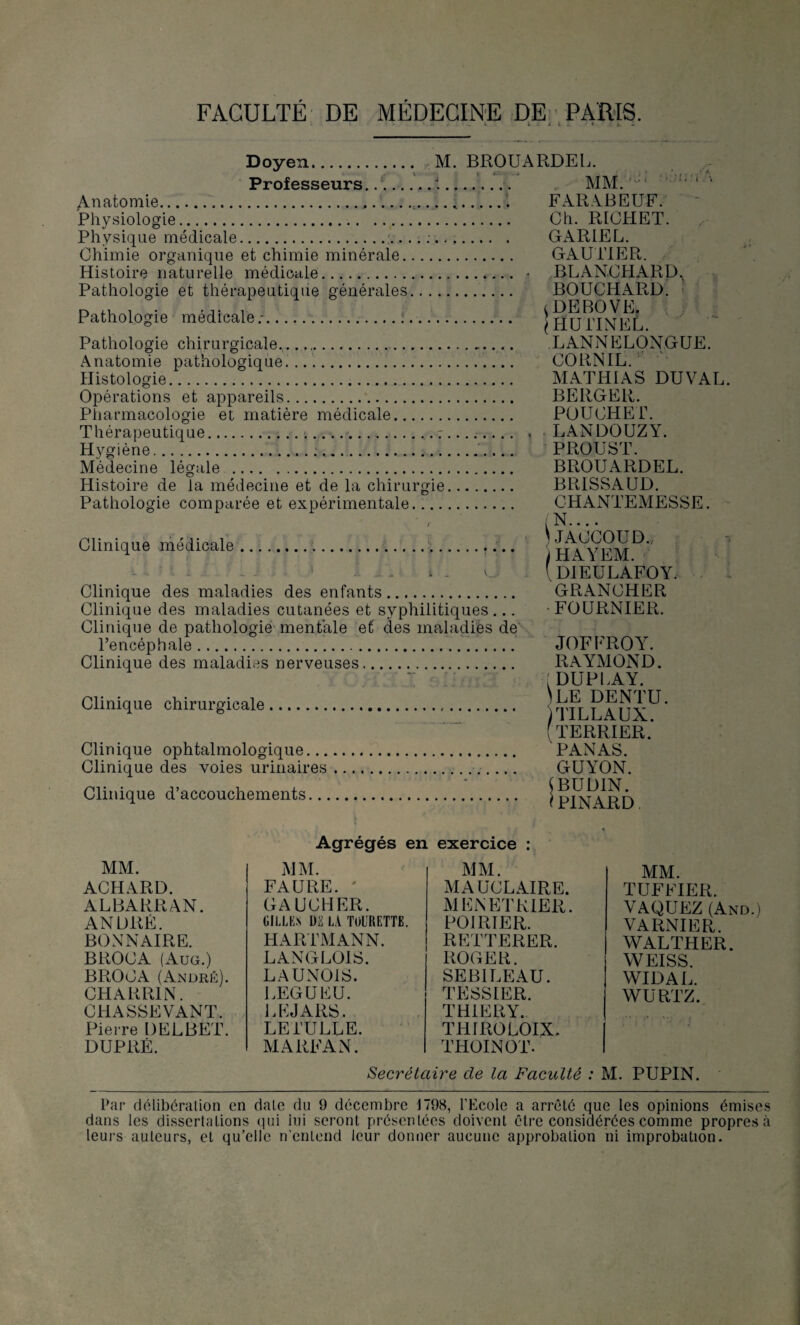 FACULTÉ DE MÉDECINE DE PARIS.
Doyen............ M. BROUARDEL.
Professeurs.................. MM.
Anatomie.................. FARABEUF.
Physiologie.................. Ch. RICHET.
Physique médicale.................. GARIEL.
Chimie organique et chimie minérale............ GAUTIER.
Histoire naturelle médicale.................. BLANCHARD.
Pathologie et thérapeutique générales............ BOUCHARD.
Pathologie médicale.................. { DEBOVE.
{ HUTINEL.
Pathologie chirurgicale.................. LANNELONGUE.
Anatomie pathologique.................. CORNIL.
Histologie.................. MATHIAS DUVAL.
Opérations et appareils.................. BERGER.
Pharmacologie et matière médicale............ POUCHET.
Thérapeutique.................. LANDOUZY.
Hygiène.................. PROUST.
Médecine légale.................. BROUARDEL.
Histoire de la médecine et de la chirurgie........ BRISSAUD.
Pathologie comparée et expérimentale............ CHANTEMESSE.
Clinique médicale.................. { N....
{ JACCOUD.
{ HAYEM.
{ DIEULAFOY.
Clinique des maladies des enfants............ GRANCHER
Clinique des maladies cutanées et syphilitiques... FOURNIER.
Clinique de pathologie mentale et des maladies de
l'encéphale.................. JOFFROY.
Clinique des maladies nerveuses.................. RAYMOND.
Clinique chirurgicale.................. { DUPLAY.
{ LE DENTU.
{ TILLAUX.
{ TERRIER.
Clinique ophtalmologique.................. PANAS.
Clinique des voies urinaires.................. GUYON.
Clinique d'accouchements.................. { BUDIN.
{ PINARD.
Agrégés en exercice :
MM.
ACHARD.
ALBARRAN.
ANDRÉ.
BONNAIRE.
BROCA (Aug.)
BROCA (André).
CHARRIN.
CHASSEVANT.
Pierre DELBET.
DUPRÉ.
MM.
FAURE.
GAUCHER.
GILLES DE LA TOURETTE.
HARTMANN.
LANGLOIS.
LAUNOIS.
LEGUEU.
LEJARS.
LETULLE.
MARFAN.
MM.
MAUCLAIRE.
MENETRIER.
POIRIER.
RETTERER.
ROGER.
SEBILEAU.
TESSIER.
THIERY.
THIROLOIX.
THOINOT.
MM.
TUFFIER.
VAQUEZ (And.)
VARNIER.
WALTHER.
WEISS.
WIDAL.
WURTZ.
Secrétaire de la Faculté : M. PUPIN.
Par délibération en date du 9 décembre 1798, l'Ecole a arrêté que les opinions émises
dans les dissertations qui lui seront présentées doivent être considérées comme propres à
leurs auteurs, et qu'elle n'entend leur donner aucune approbation ni improbation.